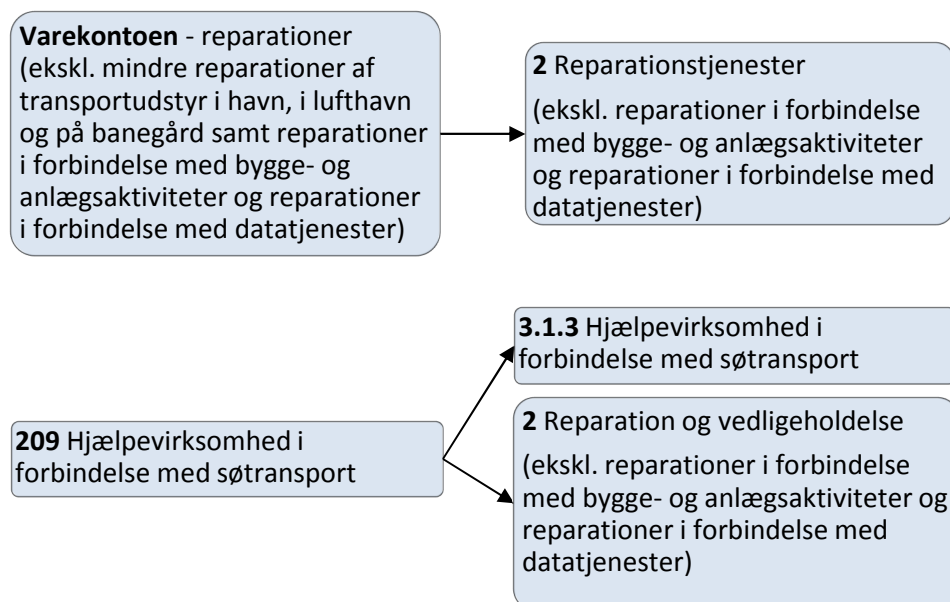 Varekontoen - reparationer
(ekskl. mindre reparationer af
transportudstyr i havn, i lufthavn
og på banegård samt reparationer
i forbindelse med bygge- og
anlægsaktiviteter og reparationer
i forbindelse med datatjenester)
2 Reparationstjenester
(ekskl. reparationer i forbindelse
med bygge- og anlægsaktiviteter
og reparationer i forbindelse med
datatjenester)
209 Hjælpevirksomhed i
forbindelse med søtransport
3.1.3 Hjælpevirksomhed i
forbindelse med søtransport
2 Reparation og vedligeholdelse
(ekskl. reparationer i forbindelse
med bygge- og anlægsaktiviteter og
reparationer i forbindelse med
datatjenester)